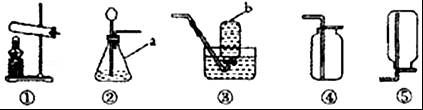 a
b
① ② ③ ④ ⑤